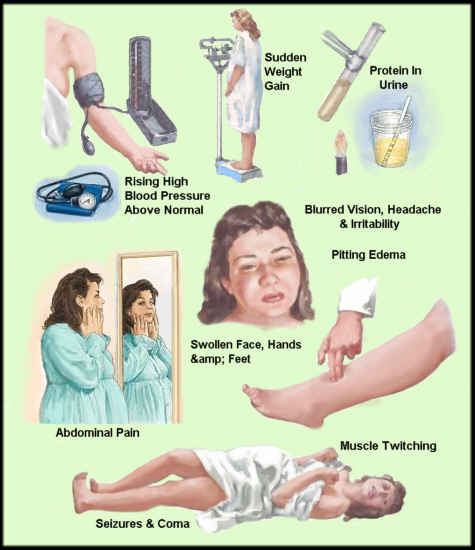 Sudden
Weight
Gain
Protein In
Urine
Rising High
Blood Pressure
Above Normal
Blurred Vision, Headache
& Irritability
Pitting Edema
Swollen Face, Hands
&amp; Feet
Abdominal Pain
Muscle Twitching
Seizures & Coma